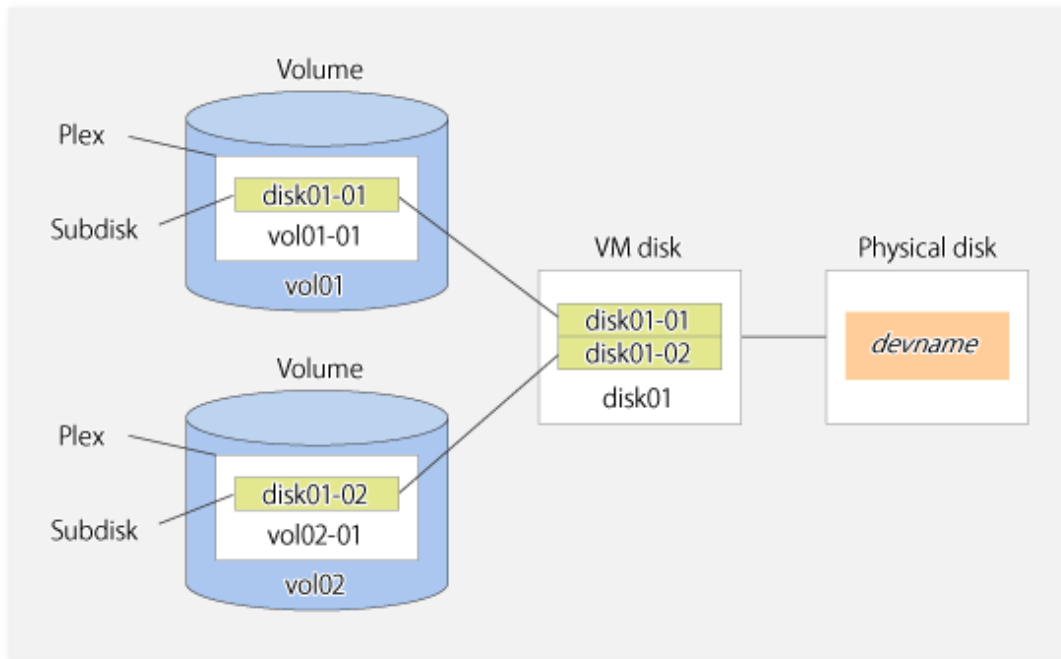 Volume
Plex
disk01-01
Subdisk
vol01-01
vol01
VM disk
Physical disk
disk01-01
devname
disk01-02
disk01
Volume
Plex
disk01-02
Subdisk
vol02-01
vol02